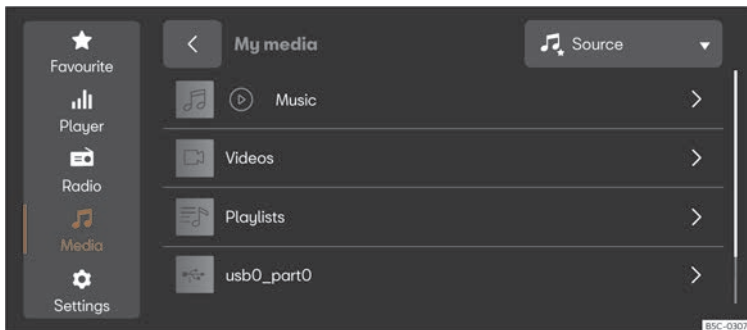 Favourite
Player
Radio
Media
Settings
My media
Source
Music
Videos
Playlists
usb0_part0
B5C-0307